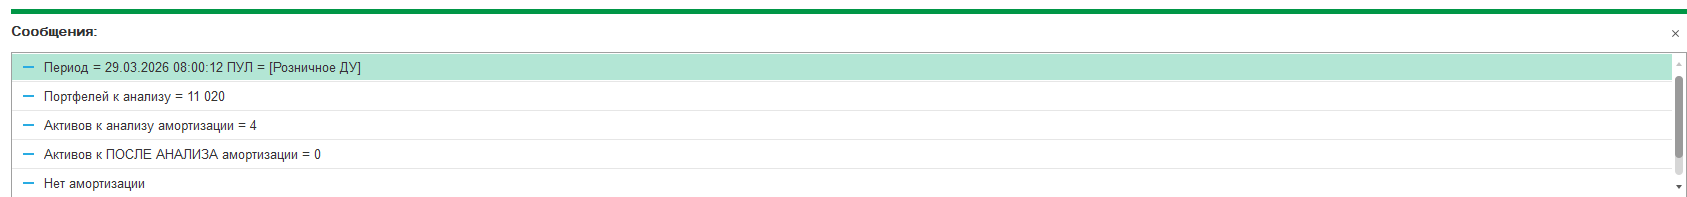 Сообщения:
Период = 29.03.2026 08:00:12 ПУЛ = [Розничное ДУ]
Портфелей к анализу = 11 020
Активов к анализу амортизации = 4
Активов к ПОСЛЕ АНАЛИЗА амортизации = 0
Нет амортизации